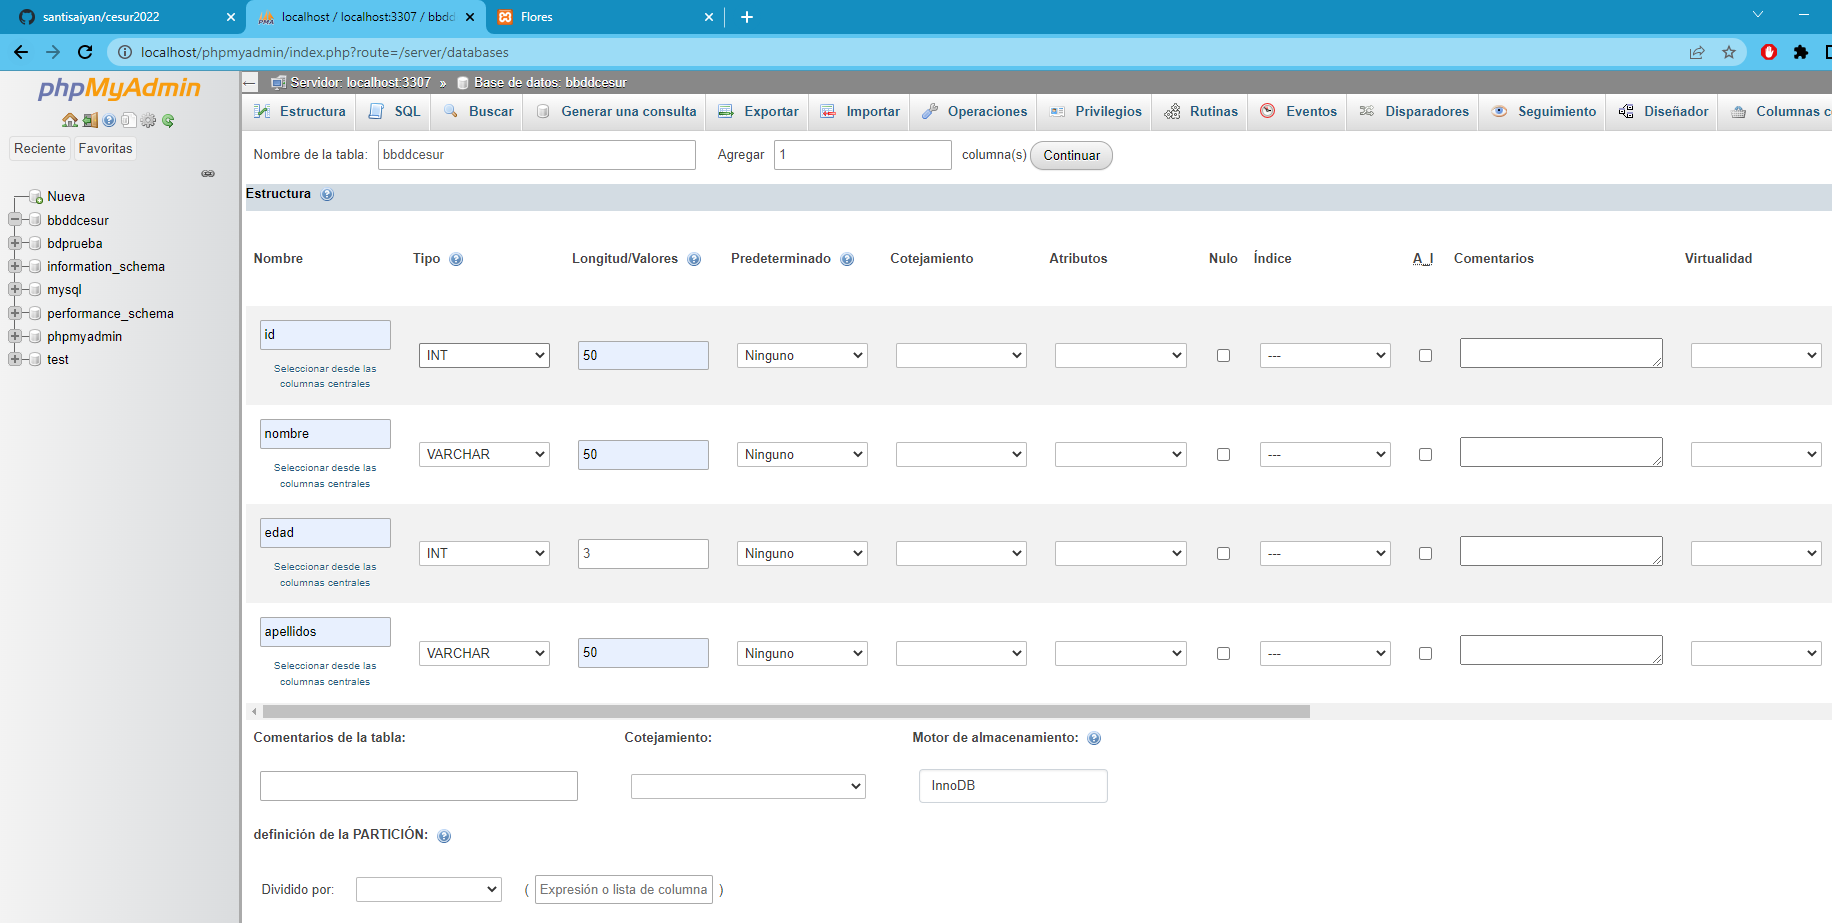 santisaiyan/cesur2022
localhost / localhost:3307 / bbdd
Flores
localhost/phpmyadmin/index.php?route=/server/databases
phpMyAdmin
Reciente
Favoritas
Nueva
bbddcesur
bdprueba
information_schema
mysql
performance_schema
phpmyadmin
test
Servidor: localhost:3307 » Base de datos: bbddcesur
Estructura SQL Buscar Generar una consulta Exportar Importar Operaciones Privilegios Rutinas Eventos Disparadores Seguimiento Diseñador Columnas c
Nombre de la tabla: bbddcesur Agregar 1 columna(s) Continuar
Estructura
Nombre Tipo Longitud/Valores Predeterminado Cotejamiento Atributos Nulo Índice A_I Comentarios Virtualidad
id INT 50 Ninguno ---
Seleccionar desde las
columnas centrales
nombre VARCHAR 50 Ninguno ---
Seleccionar desde las
columnas centrales
edad INT 3 Ninguno ---
Seleccionar desde las
columnas centrales
apellidos VARCHAR 50 Ninguno ---
Seleccionar desde las
columnas centrales
Comentarios de la tabla: Cotejamiento: Motor de almacenamiento:
InnoDB
definición de la PARTICIÓN:
Dividido por: ( Expresión o lista de columna )